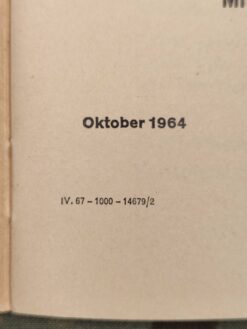 Oktober 1964
IV. 67 – 1000 – 14679/2